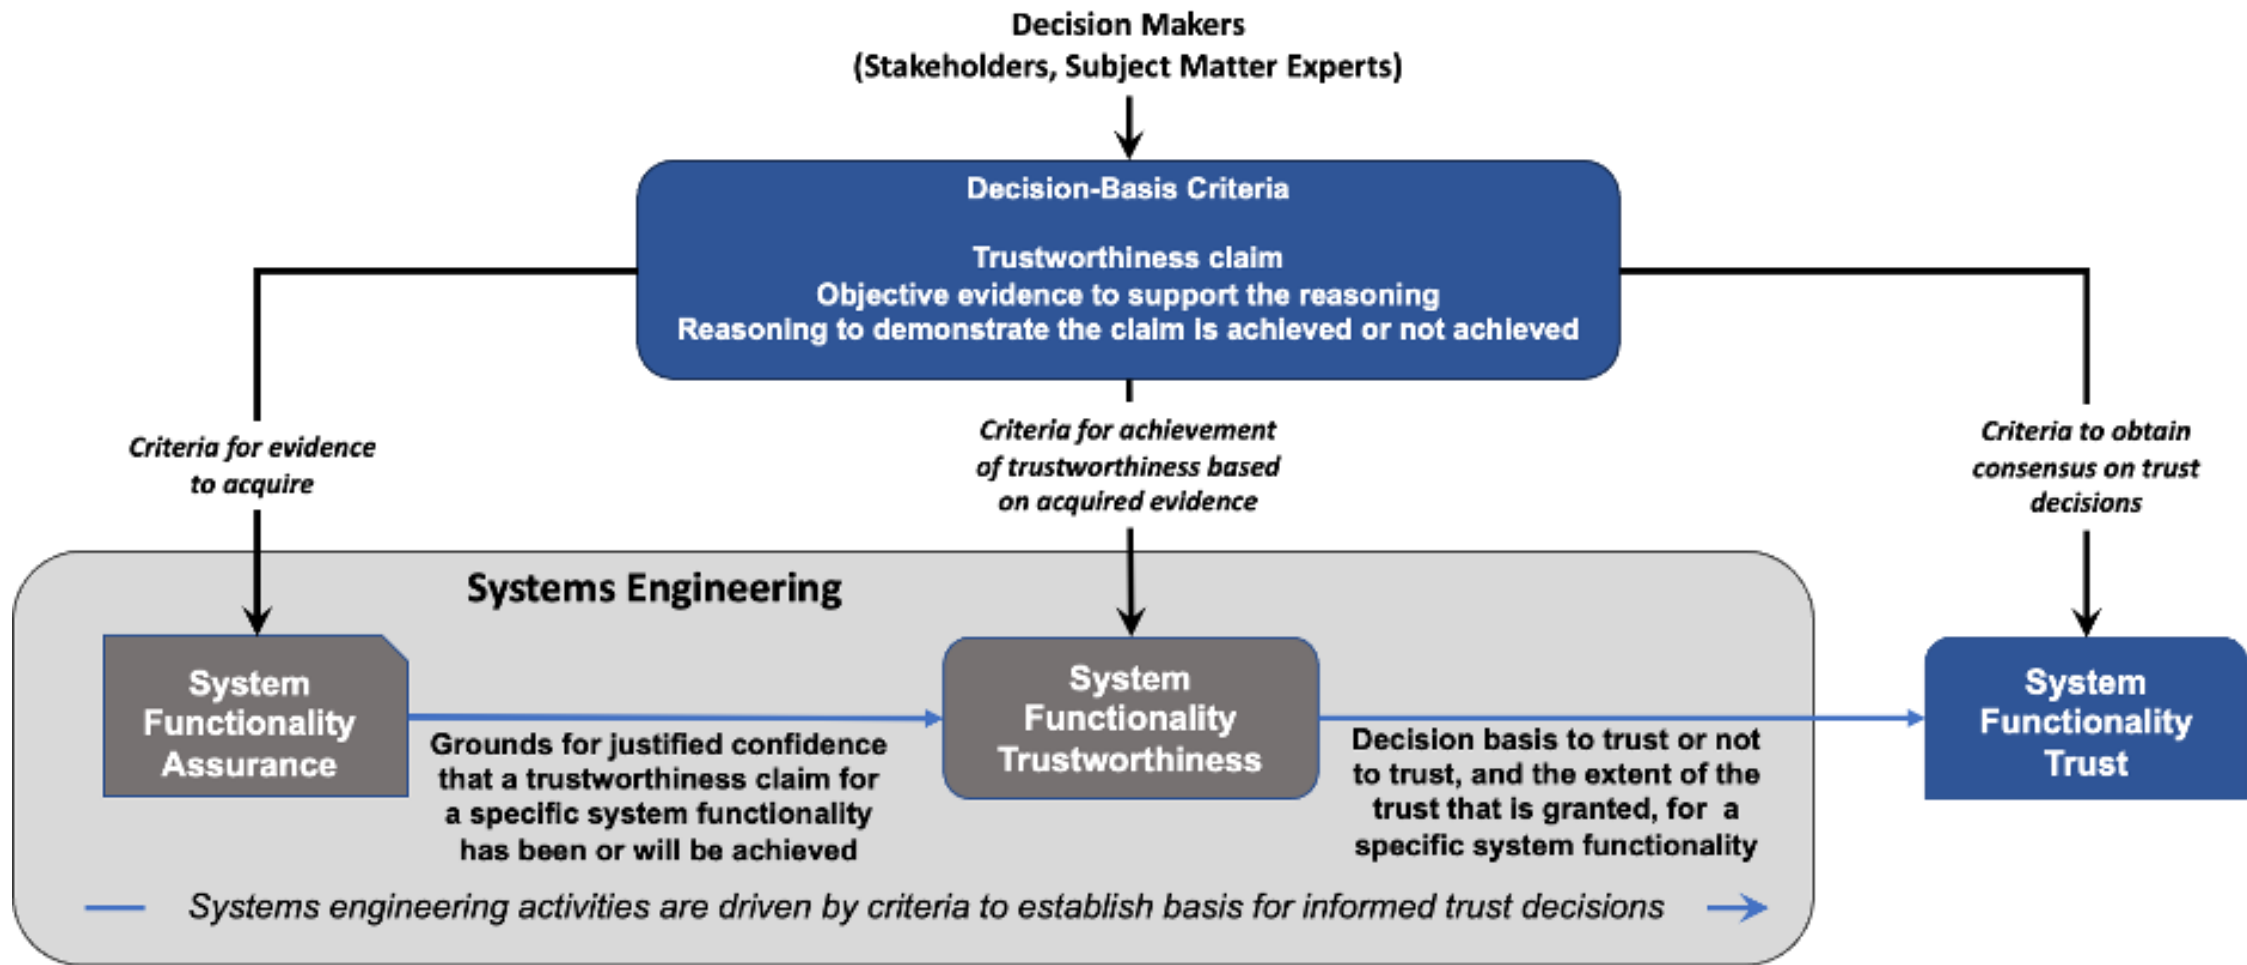 Decision Makers
(Stakeholders, Subject Matter Experts)
Decision-Basis Criteria
Trustworthiness claim
Objective evidence to support the reasoning
Reasoning to demonstrate the claim is achieved or not achieved
Criteria for evidence
to acquire
Criteria for achievement
of trustworthiness based
on acquired evidence
Criteria to obtain
consensus on trust
decisions
Systems Engineering
System
Functionality
Assurance
Grounds for justified confidence
that a trustworthiness claim for
a specific system functionality
has been or will be achieved
System
Functionality
Trustworthiness
Decision basis to trust or not
to trust, and the extent of the
trust that is granted, for a
specific system functionality
System
Functionality
Trust
Systems engineering activities are driven by criteria to establish basis for informed trust decisions